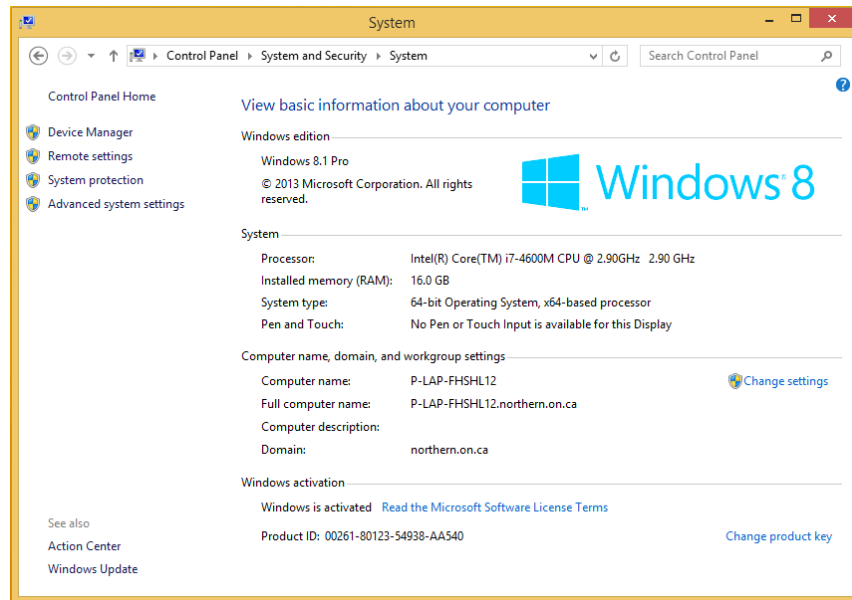 System
Control Panel System and Security System
Search Control Panel
Control Panel Home
Device Manager
Remote settings
System protection
Advanced system settings
See also
Action Center
Windows Update
View basic information about your computer
Windows edition
Windows 8.1 Pro
© 2013 Microsoft Corporation. All rights
reserved.
Windows 8
System
Processor: Intel(R) Core(TM) i7-4600M CPU @ 2.90GHz 2.90 GHz
Installed memory (RAM): 16.0 GB
System type: 64-bit Operating System, x64-based processor
Pen and Touch: No Pen or Touch Input is available for this Display
Computer name, domain, and workgroup settings
Computer name: P-LAP-FHSHL12 Change settings
Full computer name: P-LAP-FHSHL12.northern.on.ca
Computer description:
Domain: northern.on.ca
Windows activation
Windows is activated Read the Microsoft Software License Terms
Product ID: 00261-80123-54938-AA540 Change product key